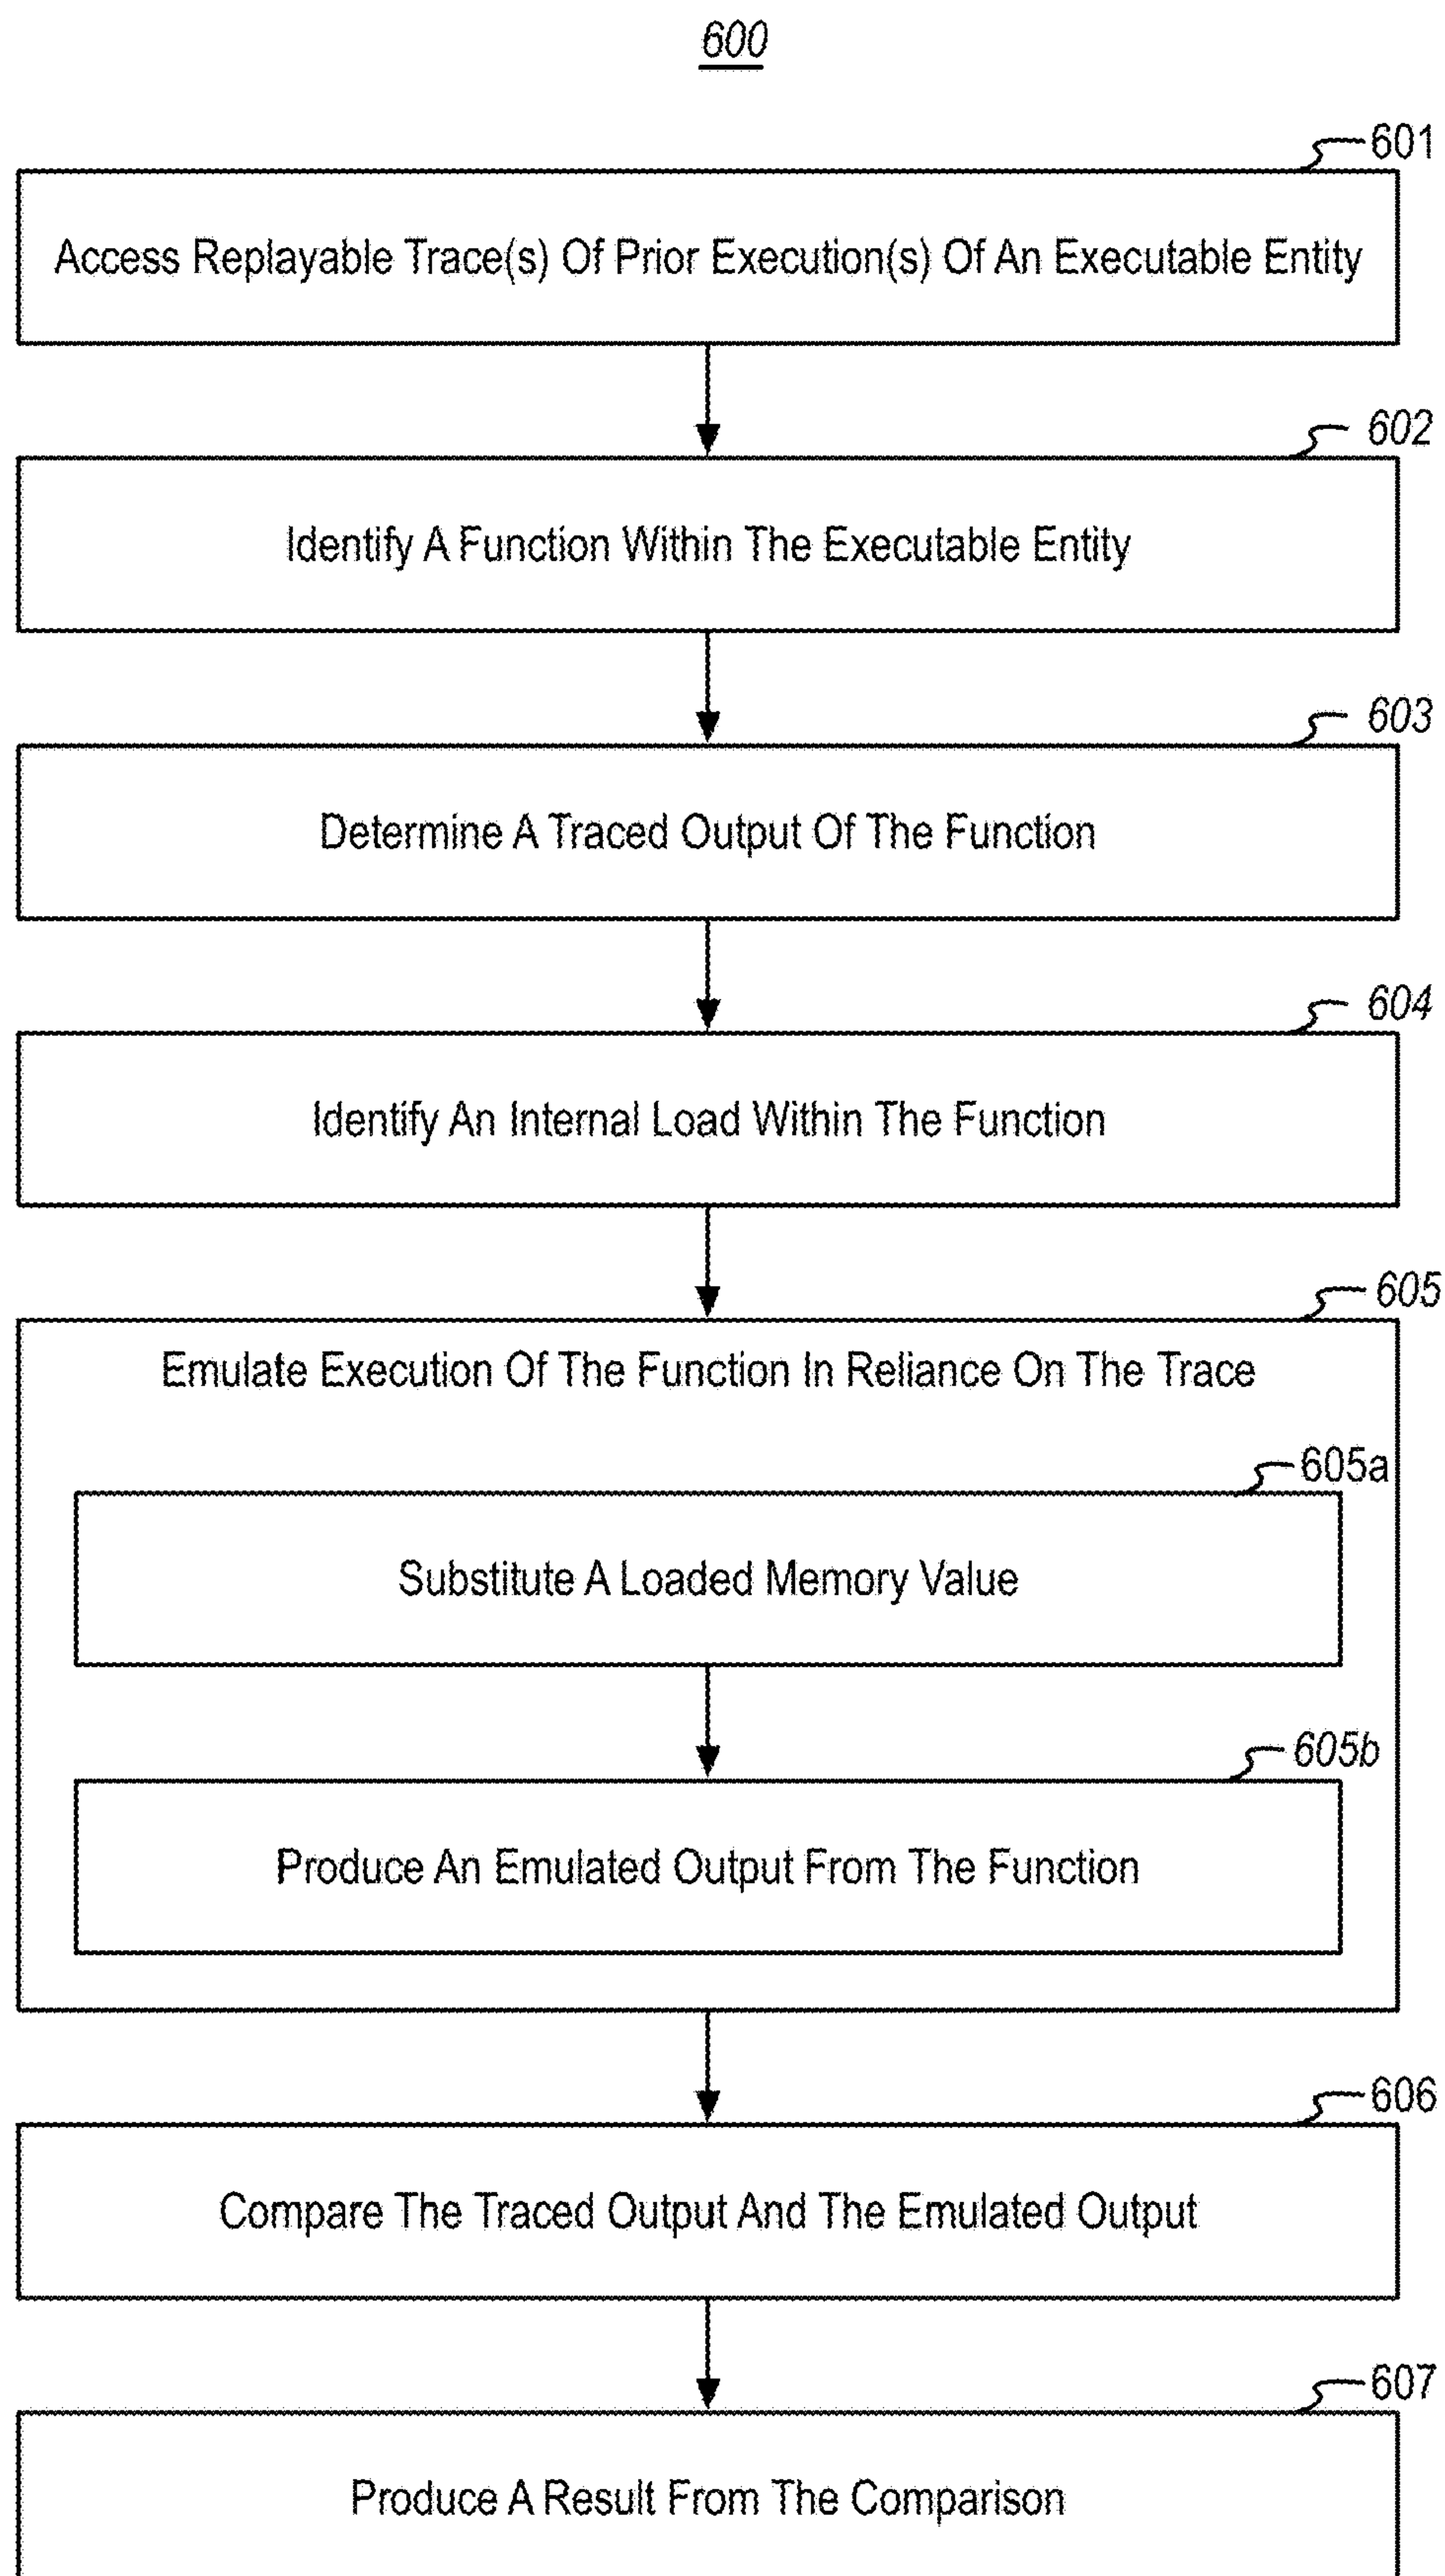 600
601
Access Replayable Trace(s) Of Prior Execution(s) Of An Executable Entity
602
Identify A Function Within The Executable Entity
603
Determine A Traced Output Of The Function
604
Identify An Internal Load Within The Function
605
Emulate Execution Of The Function In Reliance On The Trace
605a
Substitute A Loaded Memory Value
605b
Produce An Emulated Output From The Function
606
Compare The Traced Output And The Emulated Output
607
Produce A Result From The Comparison